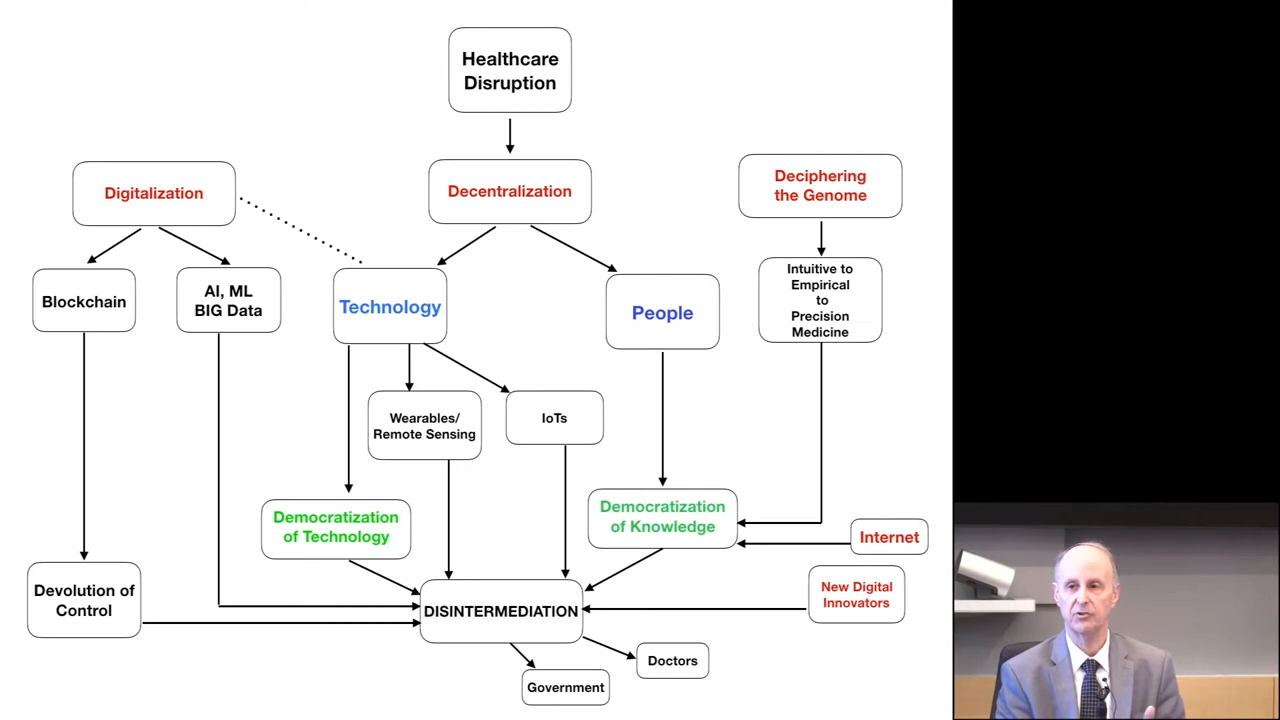 Healthcare
Disruption
Digitalization
Decentralization
Deciphering
the Genome
Blockchain
AI, ML
BIG Data
Technology
People
Intuitive to
Empirical
to
Precision
Medicine
Wearables/
Remote Sensing
IoTs
Democratization
of Technology
Democratization
of Knowledge
Internet
Devolution of
Control
DISINTERMEDIATION
New Digital
Innovators
Doctors
Government